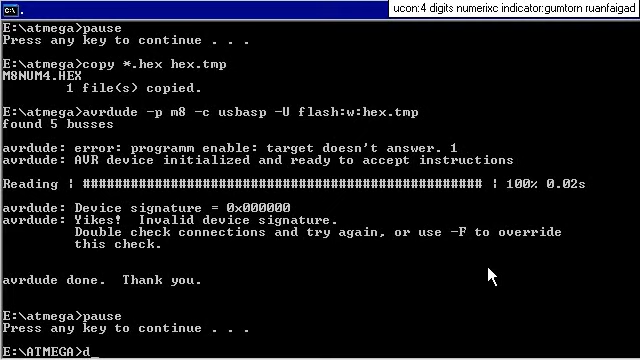 C:\.
ucon:4 digits numerixc indicator:gumtorn ruanfaigad
E:\atmega>pause
Press any key to continue . . .
E:\atmega>copy *.hex hex.tmp
M8NUM4.HEX
1 file(s) copied.
E:\atmega>avrdude -p m8 -c usbasp -U flash:w:hex.tmp
found 5 busses
avrdude: error: programm enable: target doesn't answer. 1
avrdude: AVR device initialized and ready to accept instructions
Reading | ################################################## | 100% 0.02s
avrdude: Device signature = 0x000000
avrdude: Yikes!  Invalid device signature.
Double check connections and try again, or use -F to override
this check.
avrdude done.  Thank you.
E:\atmega>pause
Press any key to continue . . .
E:\ATMEGA>d_